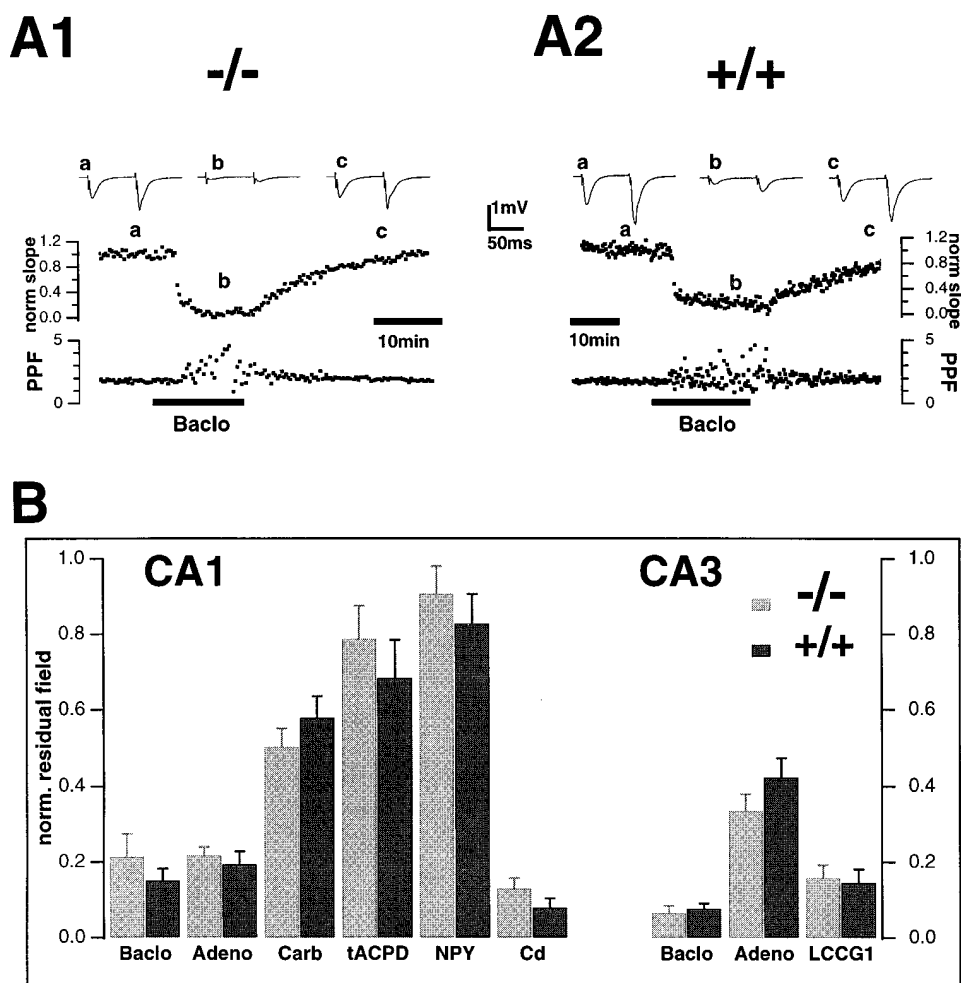 A1
-/-
a
b
c
a
b
c
norm slope
1.2
0.8
0.4
0.0
10min
PPF
5
0
Baclo
1mV
50ms
A2
+/+
a
b
c
a
b
c
norm slope
1.2
0.8
0.4
0
10min
PPF
5
0
Baclo
B
CA1
CA3
-/-
+/+
norm. residual field
1.0
0.8
0.6
0.4
0.2
0.0
1.0
0.8
0.6
0.4
0.2
0.0
Baclo Adeno Carb tACPD NPY Cd
Baclo Adeno LCCG1